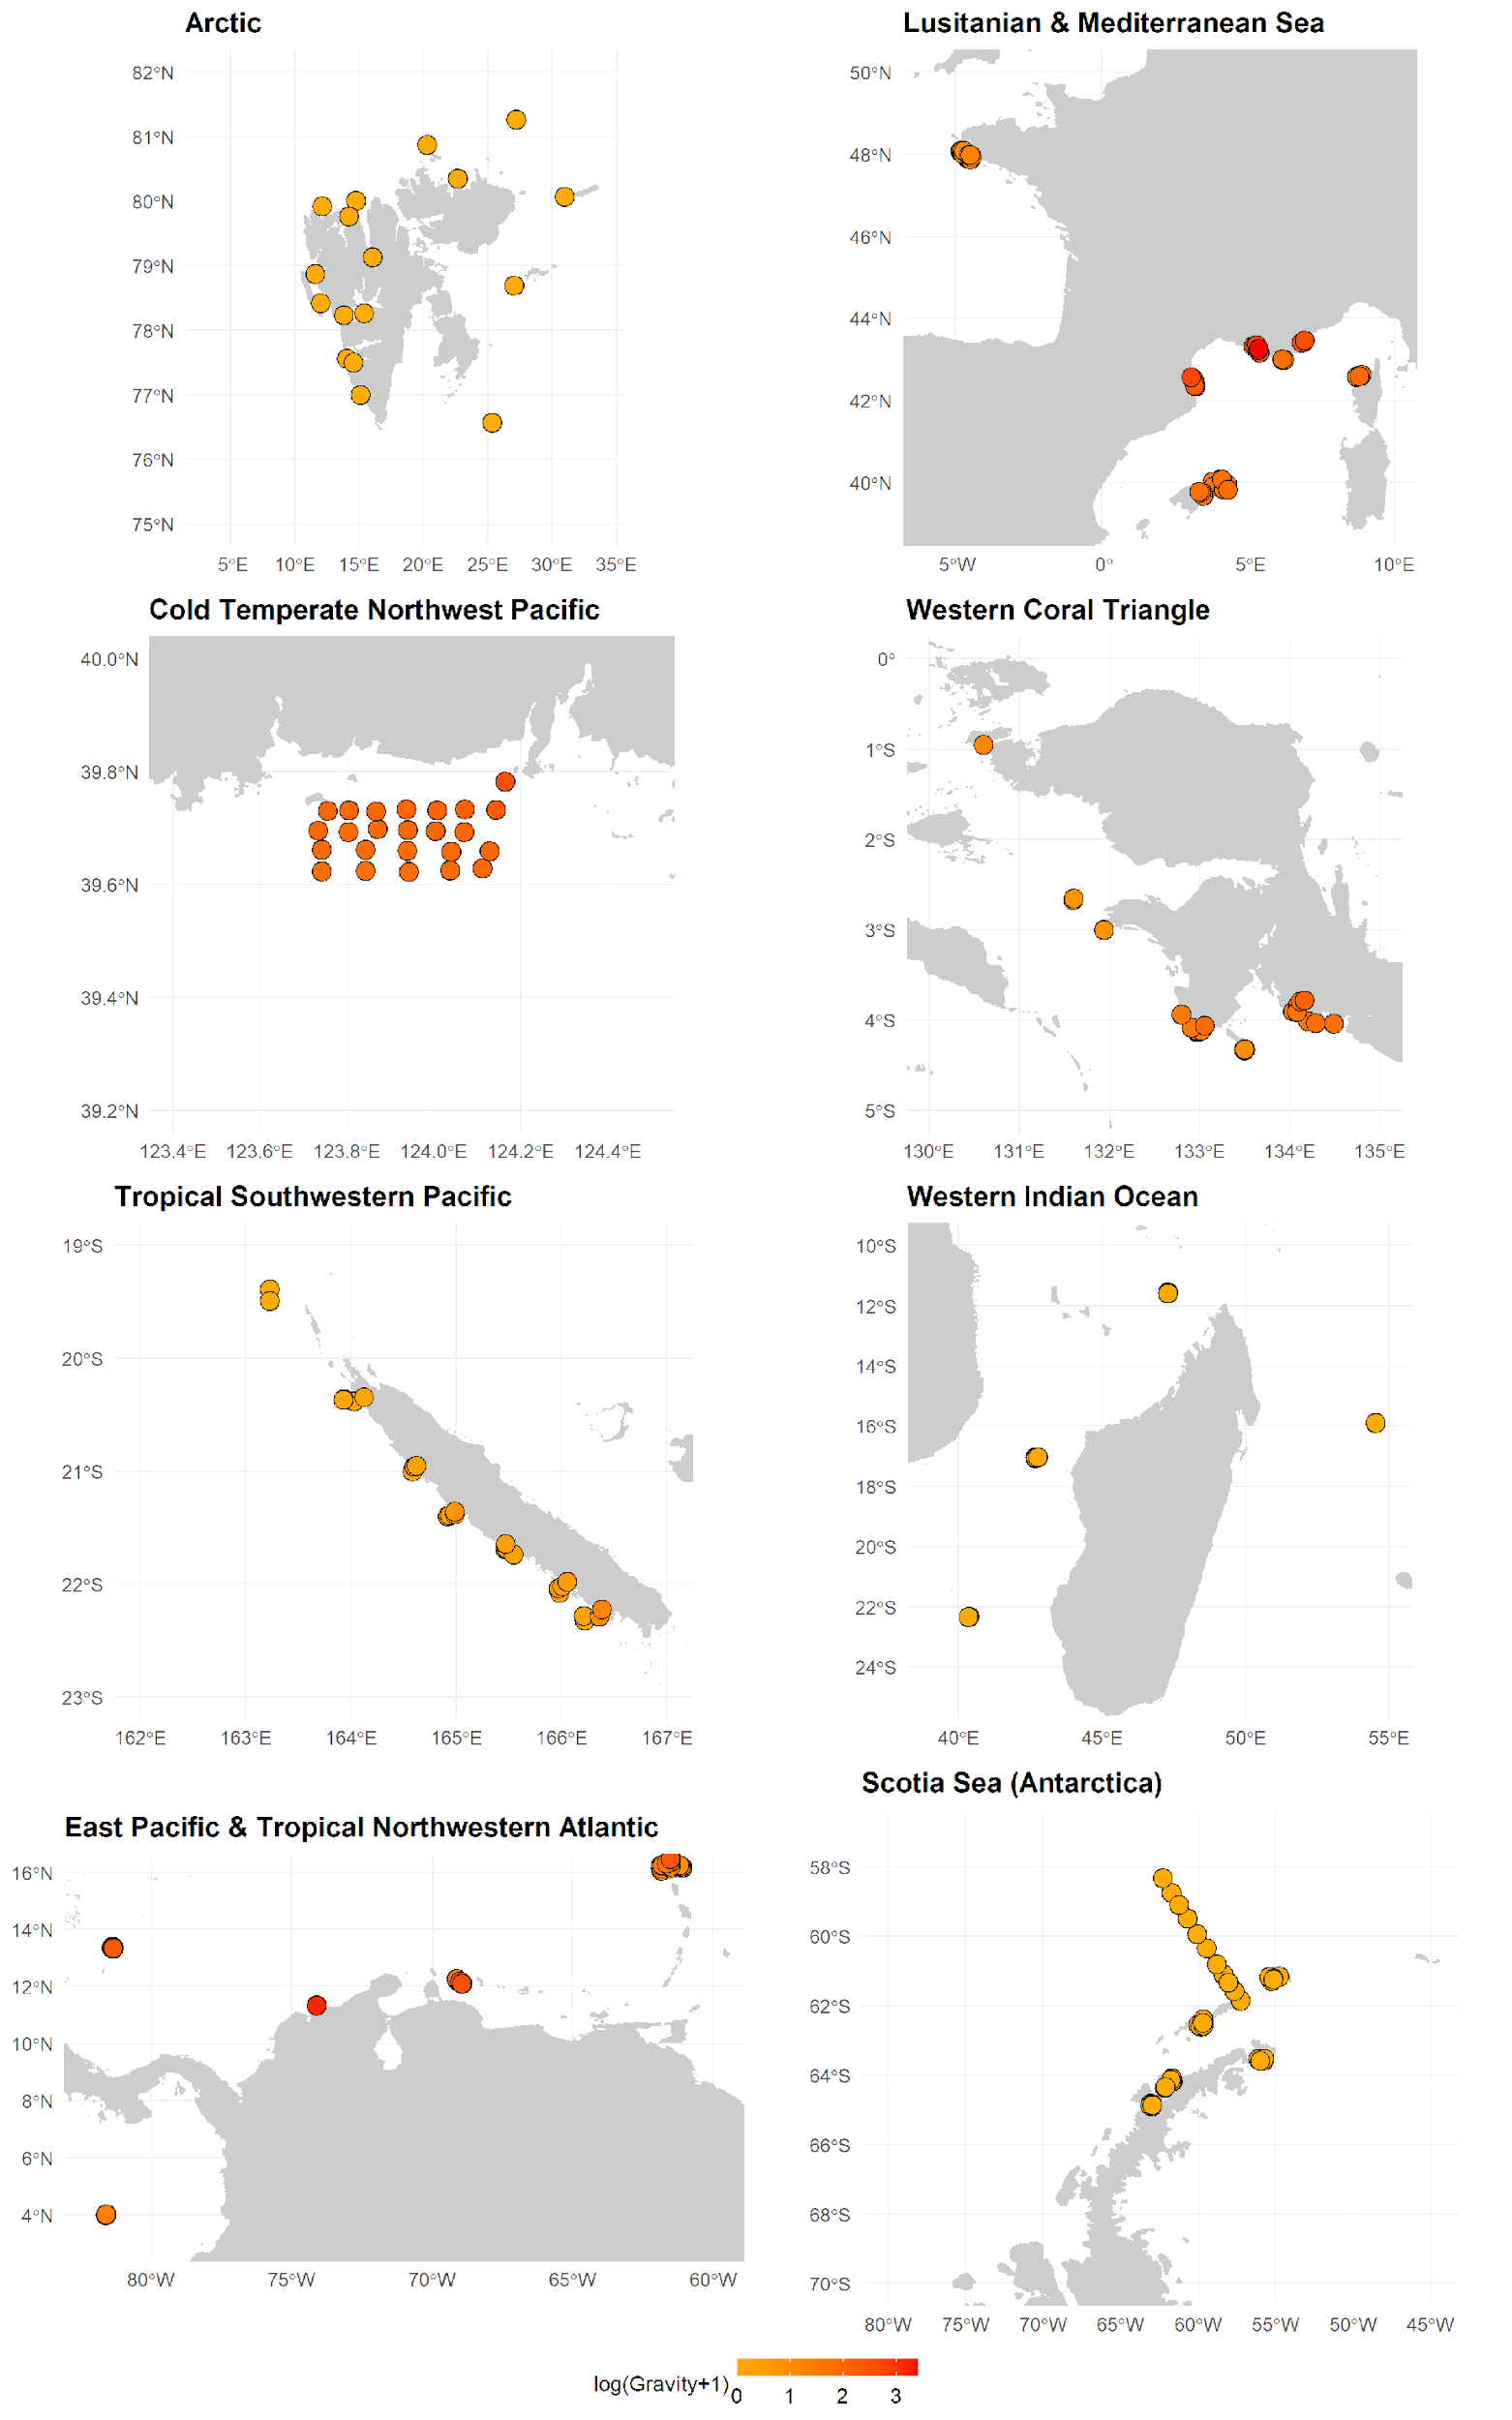 Arctic
82°N
81°N
80°N
79°N
78°N
77°N
76°N
75°N
5°E 10°E 15°E 20°E 25°E 30°E 35°E
Lusitanian & Mediterranean Sea
50°N
48°N
46°N
44°N
42°N
40°N
5°W 0° 5°E 10°E
Cold Temperate Northwest Pacific
40.0°N
39.8°N
39.6°N
39.4°N
39.2°N
123.4°E 123.6°E 123.8°E 124.0°E 124.2°E 124.4°E
Western Coral Triangle
0°
1°S
2°S
3°S
4°S
5°S
130°E 131°E 132°E 133°E 134°E 135°E
Tropical Southwestern Pacific
19°S
20°S
21°S
22°S
23°S
162°E 163°E 164°E 165°E 166°E 167°E
Western Indian Ocean
10°S
12°S
14°S
16°S
18°S
20°S
22°S
24°S
40°E 45°E 50°E 55°E
East Pacific & Tropical Northwestern Atlantic
16°N
14°N
12°N
10°N
8°N
6°N
4°N
80°W 75°W 70°W 65°W 60°W
Scotia Sea (Antarctica)
58°S
60°S
62°S
64°S
66°S
68°S
70°S
80°W 75°W 70°W 65°W 60°W 55°W 50°W 45°W
log(Gravity+1)
0 1 2 3